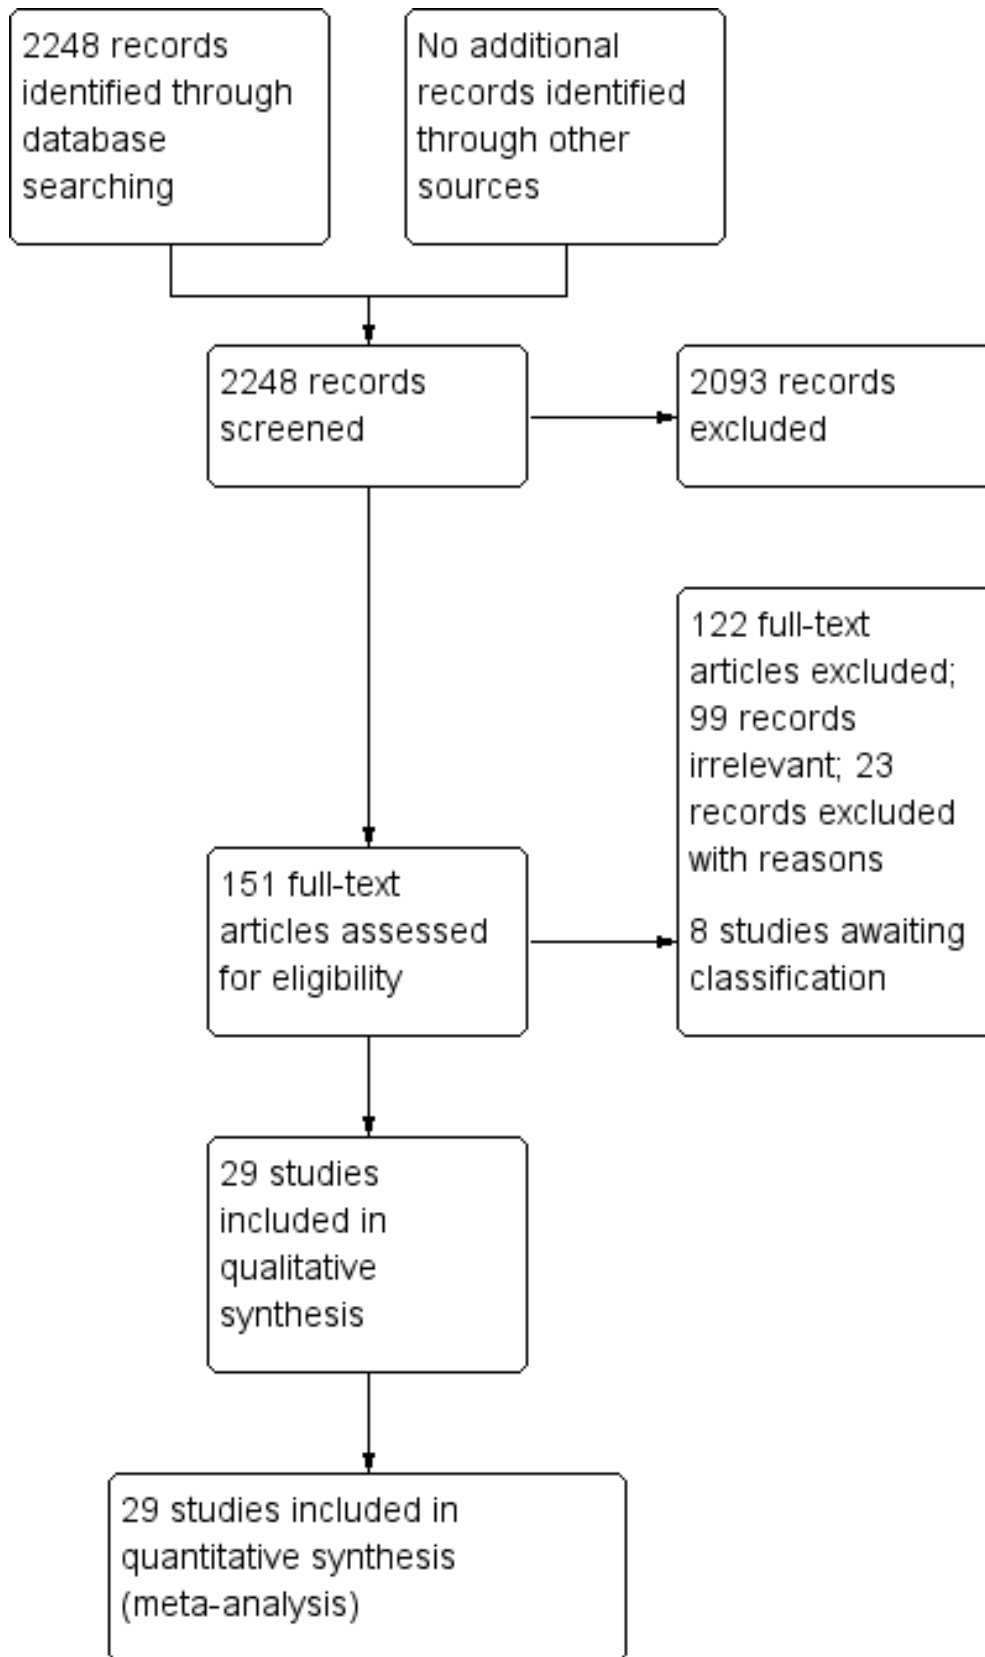 2248 records
identified through
database
searching
No additional
records identified
through other
sources
2248 records
screened
2093 records
excluded
122 full-text
articles excluded;
99 records
irrelevant; 23
records excluded
with reasons
8 studies awaiting
classification
151 full-text
articles assessed
for eligibility
29 studies
included in
qualitative
synthesis
29 studies included in
quantitative synthesis
(meta-analysis)